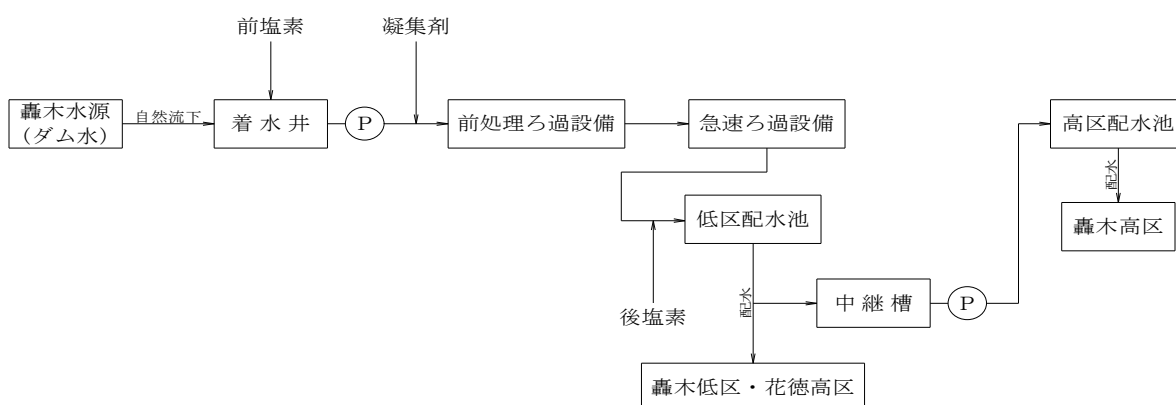 前塩素
凝集剤
轟木水源
(ダム水)
自然流下
着水井
P
前処理ろ過設備
急速ろ過設備
高区配水池
配水
轟木高区
低区配水池
後塩素
配水
中継槽
P
轟木低区・花徳高区